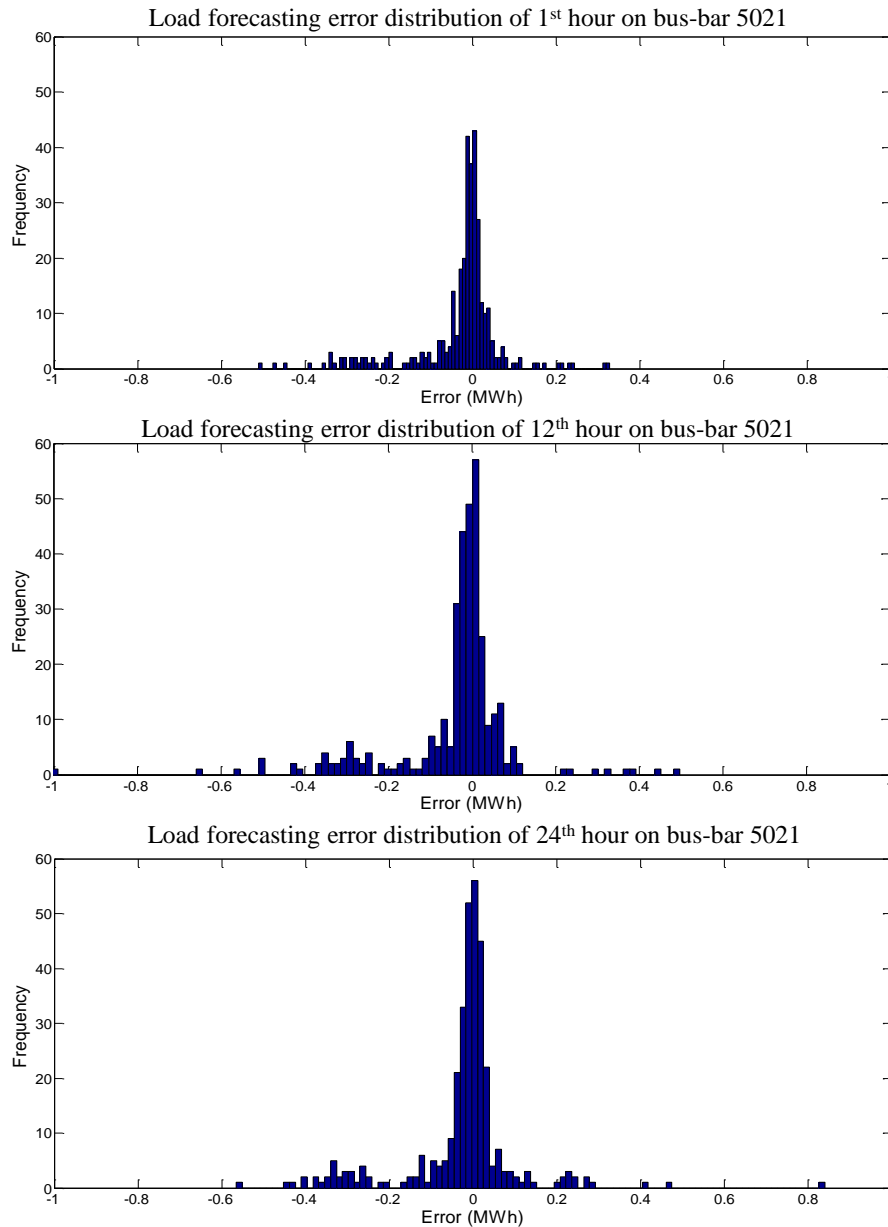 Load forecasting error distribution of 1st hour on bus-bar 5021
60
50
40
30
20
10
0
Frequency
-1 -0.8 -0.6 -0.4 -0.2 0 0.2 0.4 0.6 0.8
Error (MWh)
Load forecasting error distribution of 12th hour on bus-bar 5021
60
50
40
30
20
10
0
Frequency
-1 -0.8 -0.6 -0.4 -0.2 0 0.2 0.4 0.6 0.8
Error (MWh)
Load forecasting error distribution of 24th hour on bus-bar 5021
60
50
40
30
20
10
0
Frequency
-1 -0.8 -0.6 -0.4 -0.2 0 0.2 0.4 0.6 0.8
Error (MWh)